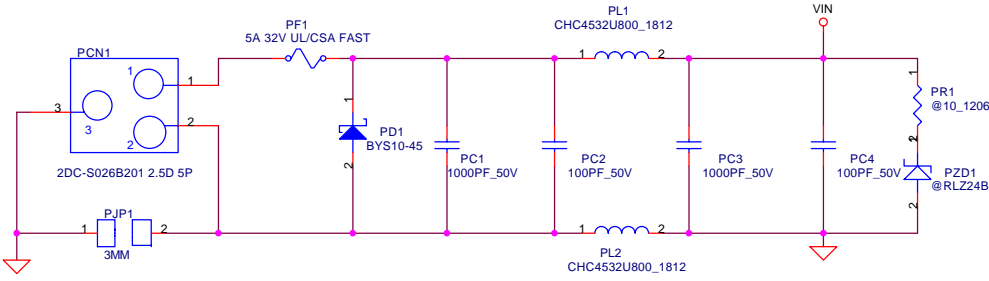 PL1
CHC4532U800_1812
VIN
PF1
5A 32V UL/CSA FAST
PCN1
1
2
3
1
2
3
2DC-S026B201 2.5D 5P
1
2
1
PD1
BYS10-45
2
PC1
1000PF_50V
PC2
100PF_50V
PC3
1000PF_50V
PC4
100PF_50V
1
PR1
@10_1206
2
2
PZD1
@RLZ24B
2
PJP1
1
2
3MM
1
2
PL2
CHC4532U800_1812